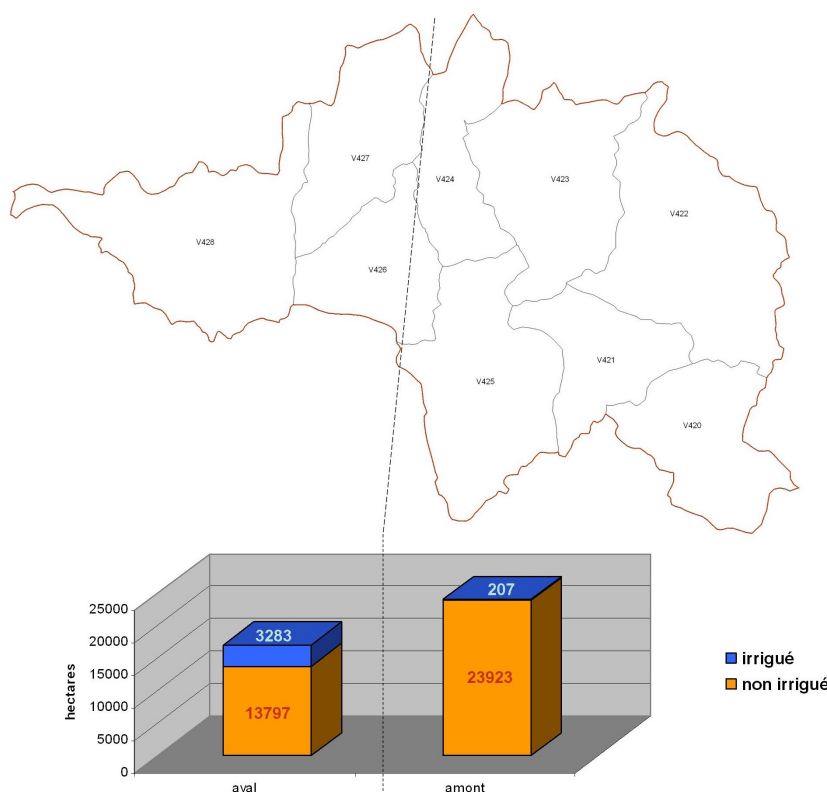 V427
V424
V423
V422
V428
V426
V421
V425
V420
25000
20000
15000
10000
5000
0
hectares
3283
13797
207
23923
aval
amont
irrigué
non irrigué